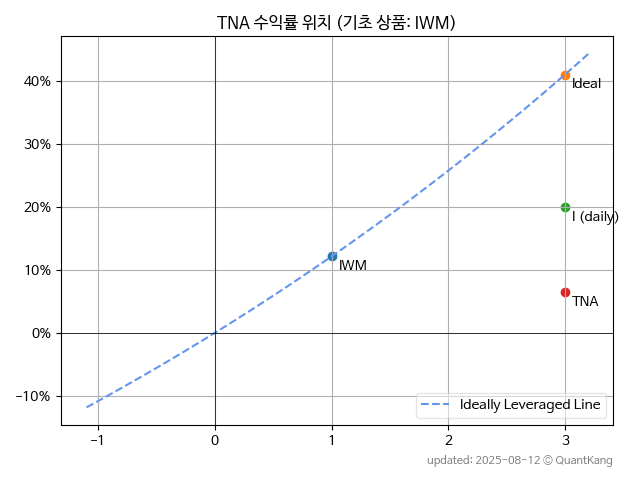 TNA 수익률 위치 (기초 상품: IWM)
40%
30%
20%
10%
0%
−10%
Ideal
I (daily)
IWM
TNA
Ideally Leveraged Line
−1
0
1
2
3
updated: 2025-08-12 © QuantKang